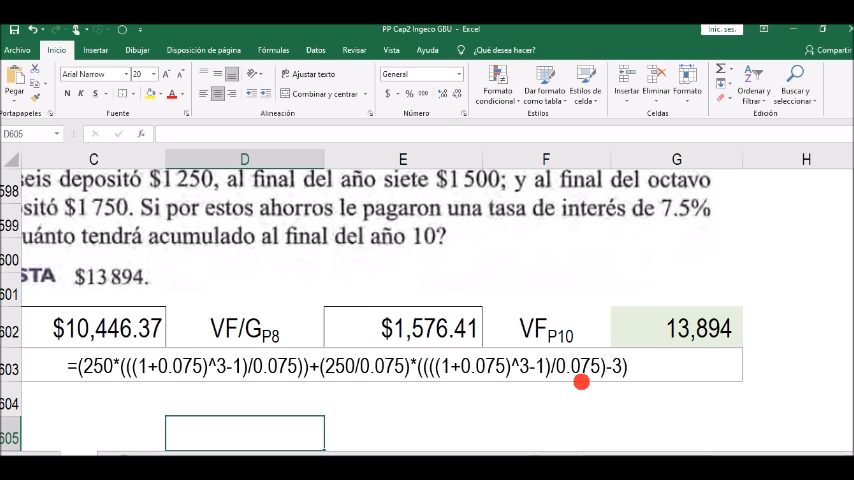 PP Cap2 Ingeco GBU - Excel
Inic. ses.
Archivo Inicio Insertar Dibujar Disposición de página Fórmulas Datos Revisar Vista Ayuda ¿Qué desea hacer? Compartir
Pegar
Arial Narrow 20 A A
N K S A
Ajustar texto
Combinar y centrar
General
$ % 000
Formato condicional
Dar formato como tabla
Estilos de celda
Insertar Eliminar Formato
Ordenar y filtrar
Buscar y seleccionar
Portapapeles Fuente Alineación Número Estilos Celdas Edición
D605 fx
C D E F G H
598 eis depositó $1 250, al final del año siete $1 500; y al final del octavo
599 sitó $1 750. Si por estos ahorros le pagaron una tasa de interés de 7.5%
600 uánto tendrá acumulado al final del año 10?
601 STA $13 894.
602 $10,446.37 VF/GP8 $1,576.41 VFP10 13,894
603 =(250*(((1+0.075)^3-1)/0.075))+(250/0.075)*((((1+0.075)^3-1)/0.075)-3)
604
605